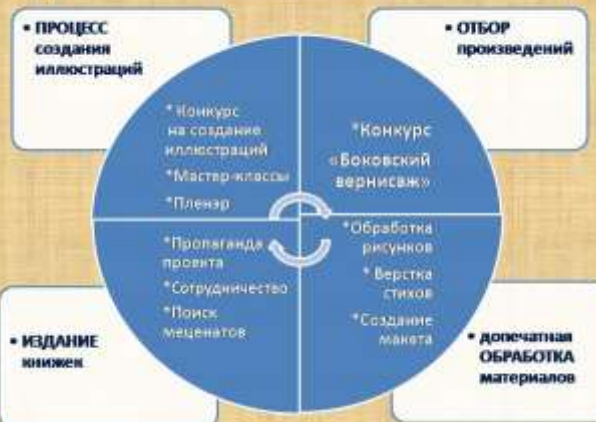 • ПРОЦЕСС
создания
иллюстраций
• ОТБОР
произведений
* Конкурс
на создание
иллюстраций
*Мастер-классы
*Пленэр
*Конкурс
«Боковский
вернисаж»
*Пропаганда
проекта
*Сотрудничество
*Поиск
меценатов
*Обработка
рисунков
* Верстка
стихов
*Создание
макета
• ИЗДАНИЕ
книжек
• допечатная
ОБРАБОТКА
материалов